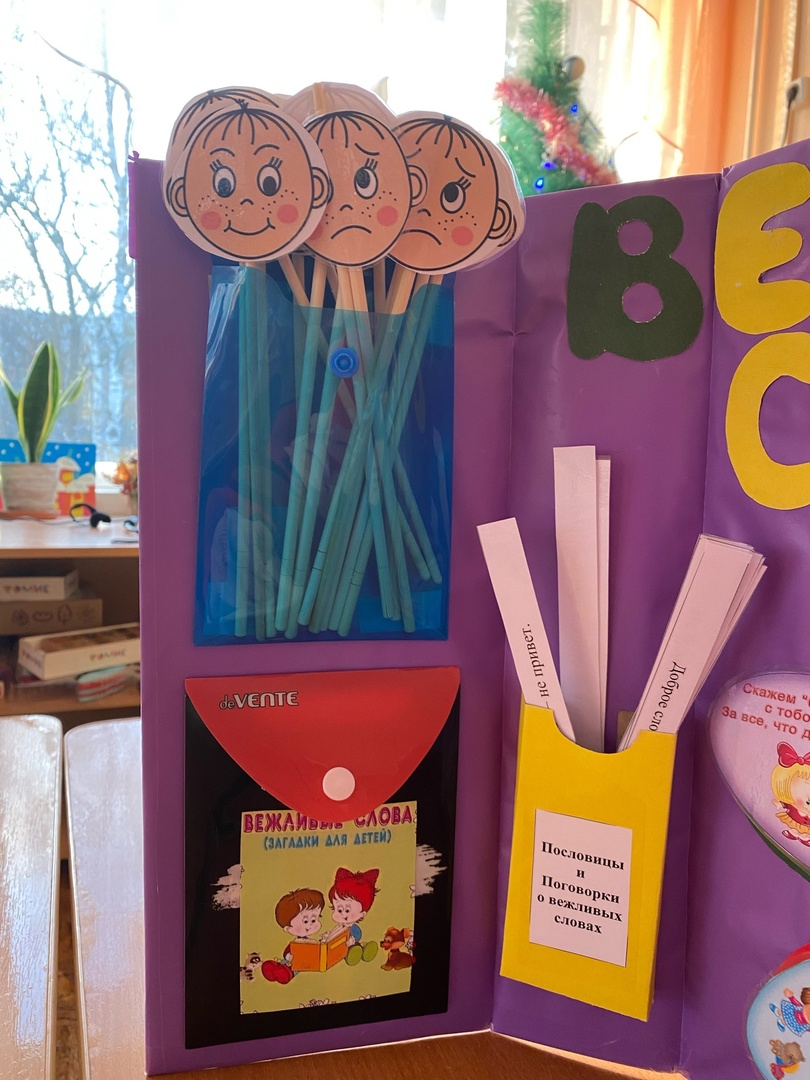 ВЕ
С
deVENTE
ВЕЖЛИВЫЕ СЛОВА
(ЗАГАДКИ ДЛЯ ДЕТЕЙ)
не привет.
Доброе сло
Пословицы
и
Поговорки
о вежливых
словах
Скажем "
с тобо
За все, что д